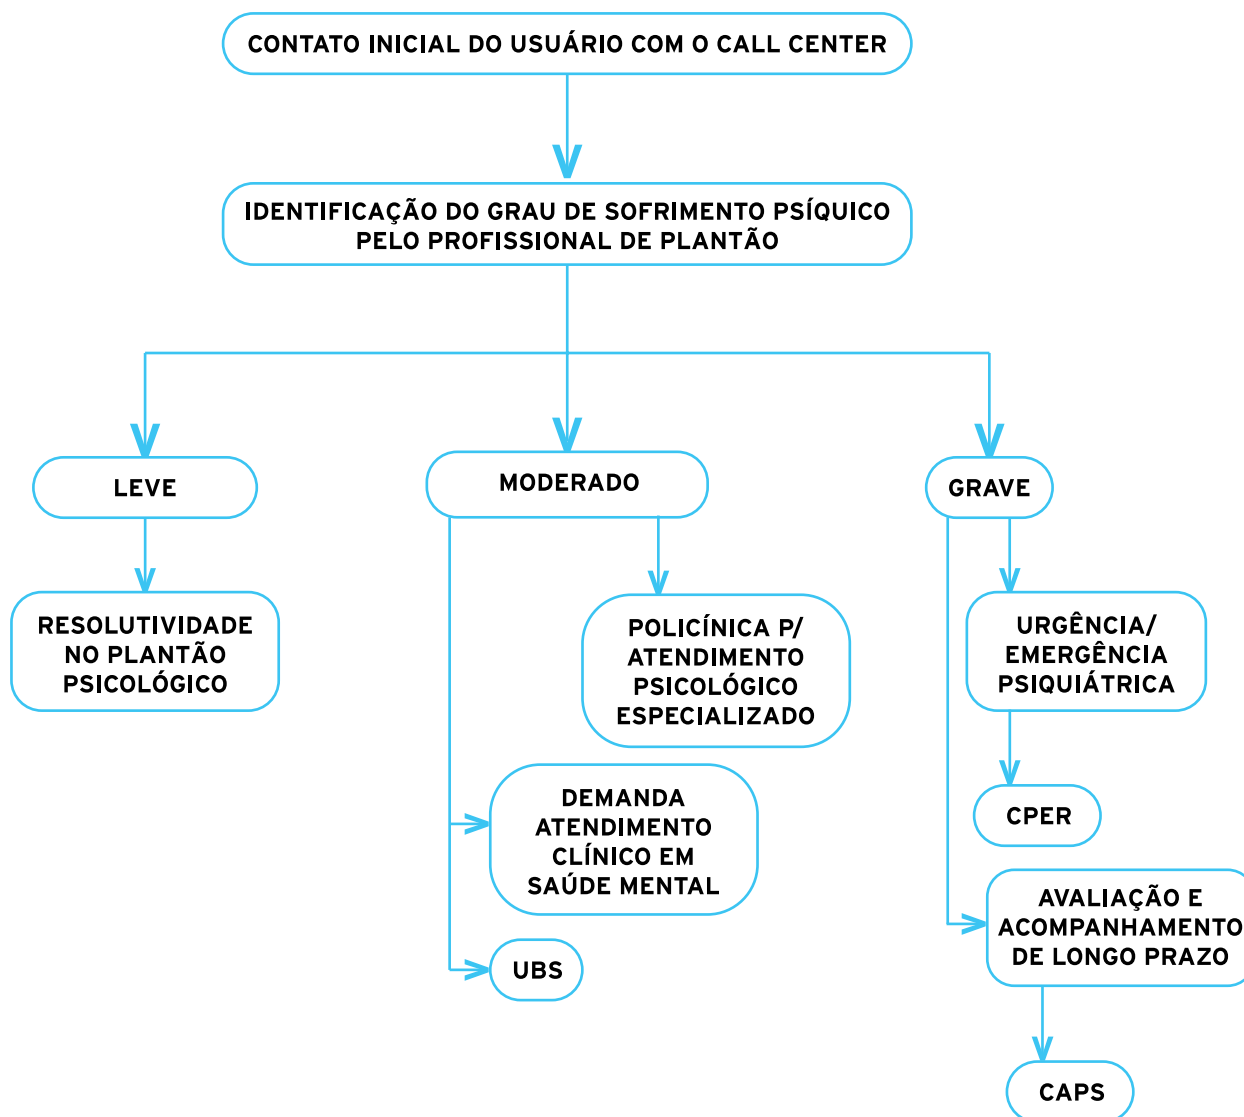 CONTATO INICIAL DO USUÁRIO COM O CALL CENTER
IDENTIFICAÇÃO DO GRAU DE SOFRIMENTO PSÍQUICO
PELO PROFISSIONAL DE PLANTÃO
LEVE
MODERADO
GRAVE
RESOLUTIVIDADE
NO PLANTÃO
PSICOLÓGICO
POLICÍNICA P/
ATENDIMENTO
PSICOLÓGICO
ESPECIALIZADO
URGÊNCIA/
EMERGÊNCIA
PSIQUIÁTRICA
DEMANDA
ATENDIMENTO
CLÍNICO EM
SAÚDE MENTAL
CPER
UBS
AVALIAÇÃO E
ACOMPANHAMENTO
DE LONGO PRAZO
CAPS